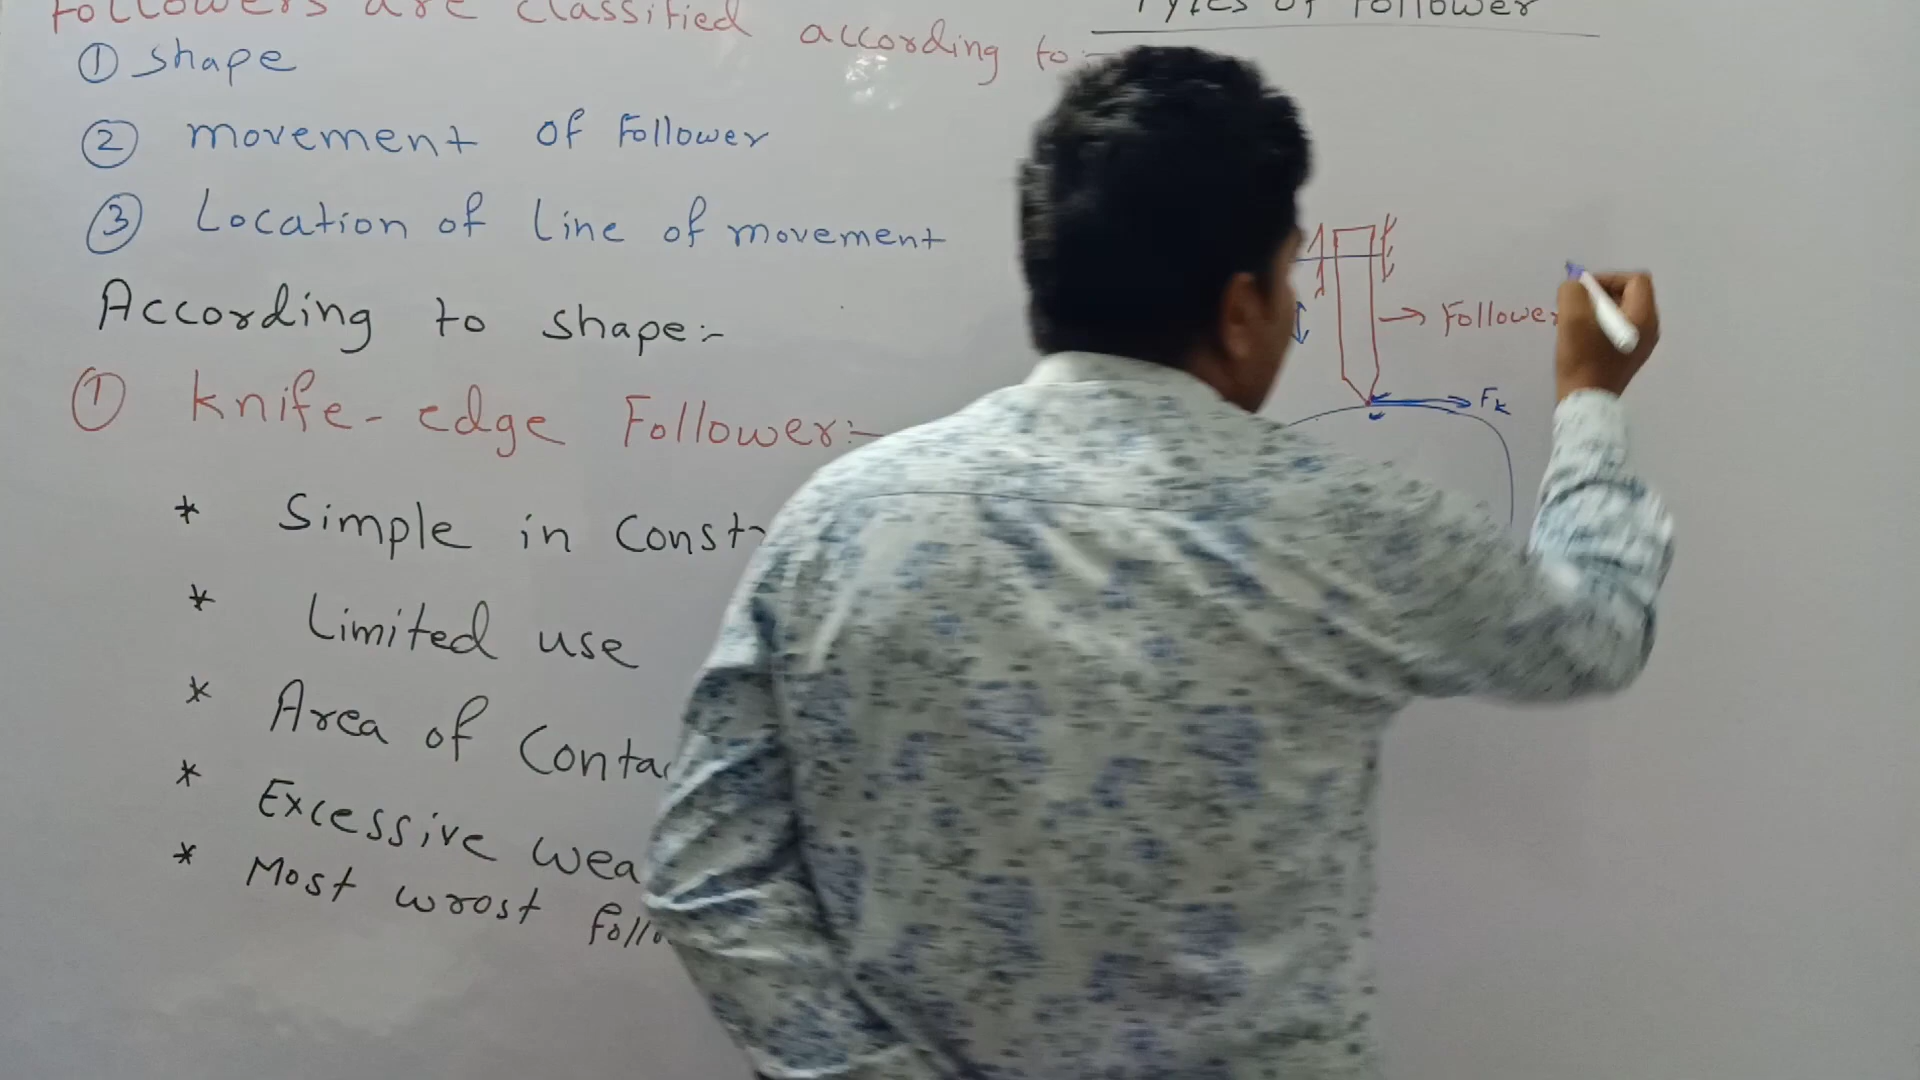 Types of Follower
Followers are classified according to:-
① shape
② movement of Follower
③ Location of line of movement
According to shape:-
① Knife-edge Follower:-
* Simple in Const
* Limited use
* Area of Conta
* Excessive wea
* Most wrost follo
→ Follower
Fk